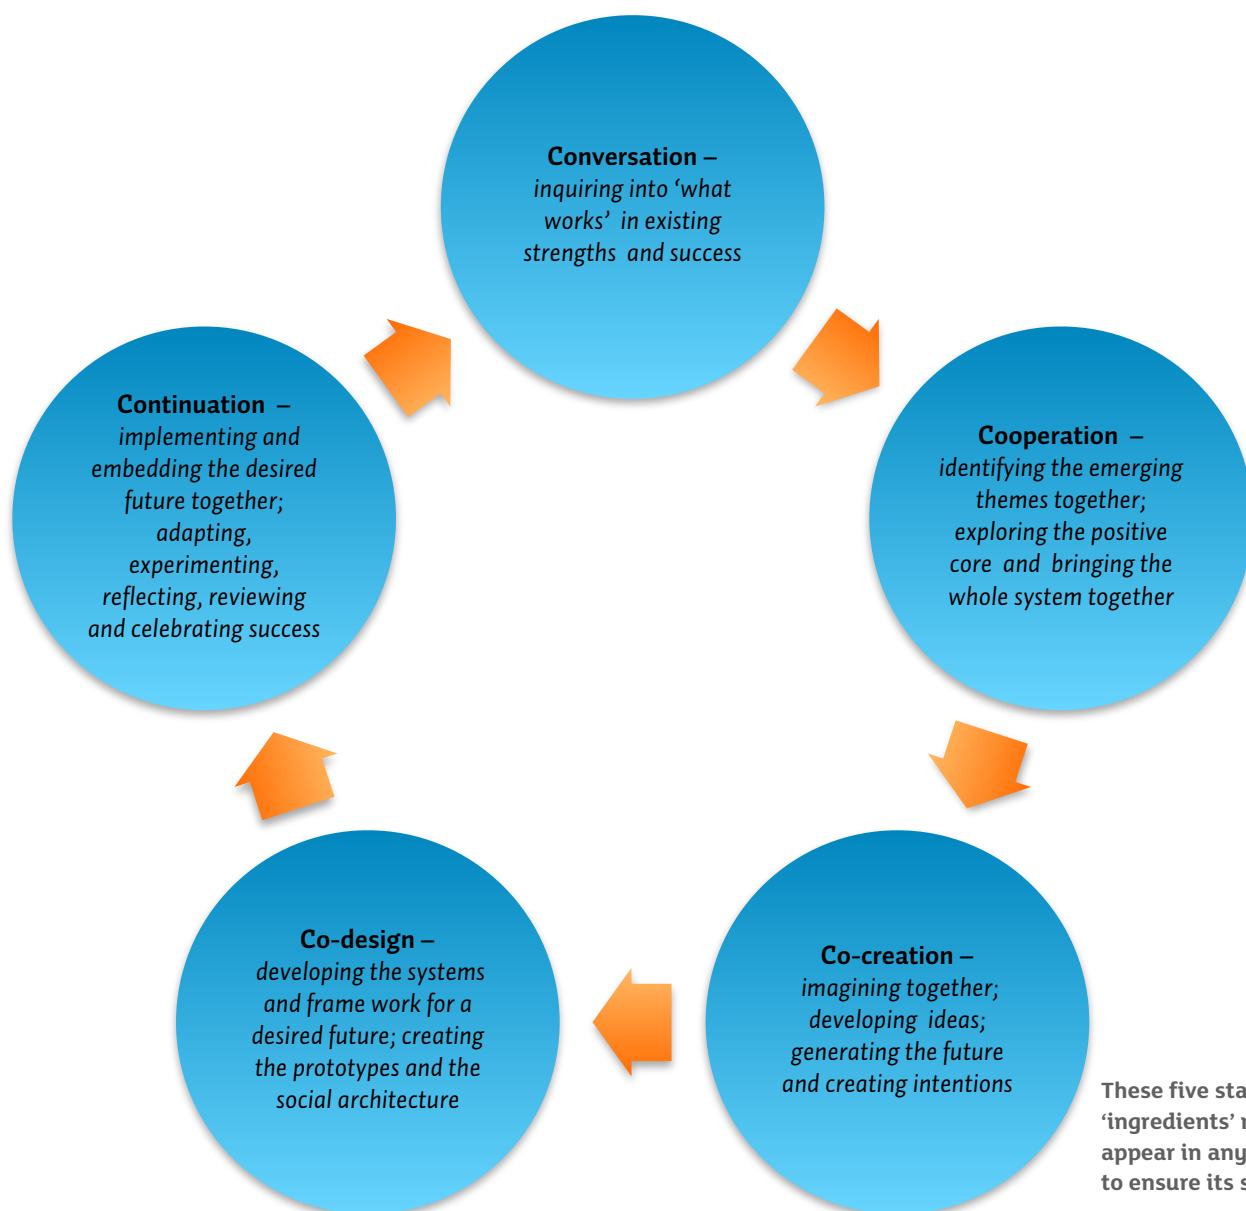 Conversation –
inquiring into ‘what
works’ in existing
strengths and success
Cooperation –
identifying the emerging
themes together;
exploring the positive
core and bringing the
whole system together
Co-creation –
imagining together;
developing ideas;
generating the future
and creating intentions
Co-design –
developing the systems
and frame work for a
desired future; creating
the prototypes and the
social architecture
Continuation –
implementing and
embedding the desired
future together;
adapting,
experimenting,
reflecting, reviewing
and celebrating success
These five
‘ingredients’
appear in any
to ensure its